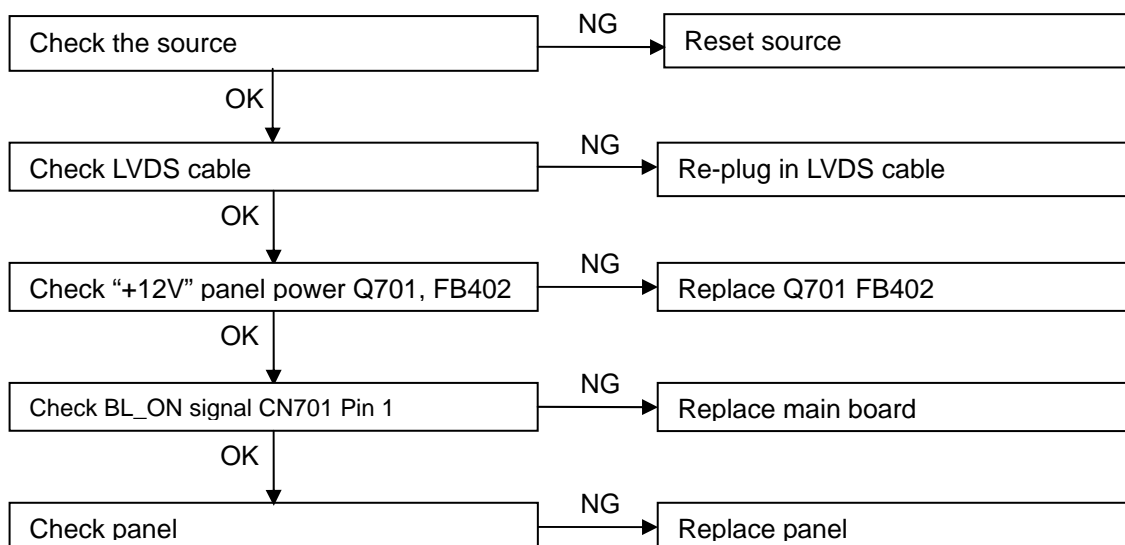 Check the source
NG
Reset source
OK
Check LVDS cable
NG
Re-plug in LVDS cable
OK
Check “+12V” panel power Q701, FB402
NG
Replace Q701 FB402
OK
Check BL_ON signal CN701 Pin 1
NG
Replace main board
OK
Check panel
NG
Replace panel